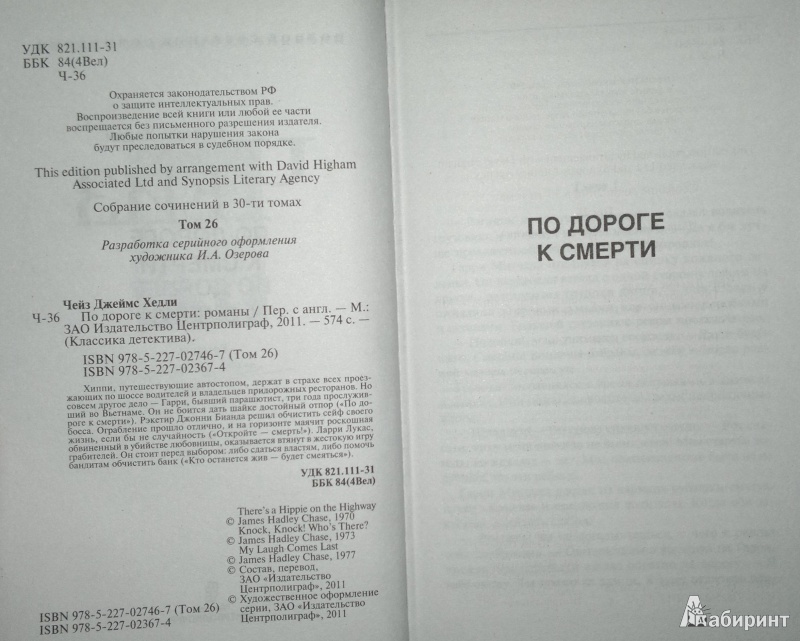 УДК 821.111-31
ББК 84(4Вел)
Ч-36
Охраняется законодательством РФ
о защите интеллектуальных прав.
Воспроизведение всей книги или любой ее части
воспрещается без письменного разрешения издателя.
Любые попытки нарушения закона
будут преследоваться в судебном порядке.
This edition published by arrangement with David Higham
Associated Ltd and Synopsis Literary Agency
Собрание сочинений в 30-ти томах
Том 26
Разработка серийного оформления
художника И.А. Озерова
Чейз Джеймс Хедли
Ч-36 По дороге к смерти: романы / Пер. с англ. — М.:
ЗАО Издательство Центрполиграф, 2011. — 574 с. —
(Классика детектива).
ISBN 978-5-227-02746-7 (Том 26)
ISBN 978-5-227-02367-4
Хиппи, путешествующие автостопом, держат в страхе всех проез-
жающих по шоссе водителей и владельцев придорожных ресторанов. Но
совсем другое дело — Гарри, бывший парашютист, три года прослужив-
ший во Вьетнаме. Он не боится дать шайке достойный отпор («По до-
роге к смерти»). Рэкетир Джонни Бианда решил обчистить сейф своего
босса. Ограбление прошло отлично, и на горизонте маячит роскошная
жизнь, если бы не случайность («Откройте — смерть!»). Ларри Лукас,
обвиненный в убийстве любовницы, оказывается втянут в жестокую игру
грабителей. Он стоит перед выбором: либо сдаться властям, либо помочь
бандитам обчистить банк («Кто останется жив — будет смеяться»).
УДК 821.111-31
ББК 84(4Вел)
There's a Hippie on the Highway
© James Hadley Chase, 1970
Knock, Knock! Who's There?
© James Hadley Chase, 1973
My Laugh Comes Last
© James Hadley Chase, 1977
© Состав, перевод,
ЗАО «Издательство
Центрполиграф», 2011
© Художественное оформление
серии, ЗАО «Издательство
Центрполиграф», 2011
ISBN 978-5-227-02746-7 (Том 26)
ISBN 978-5-227-02367-4
ПО ДОРОГЕ
К СМЕРТИ
Лабиринт